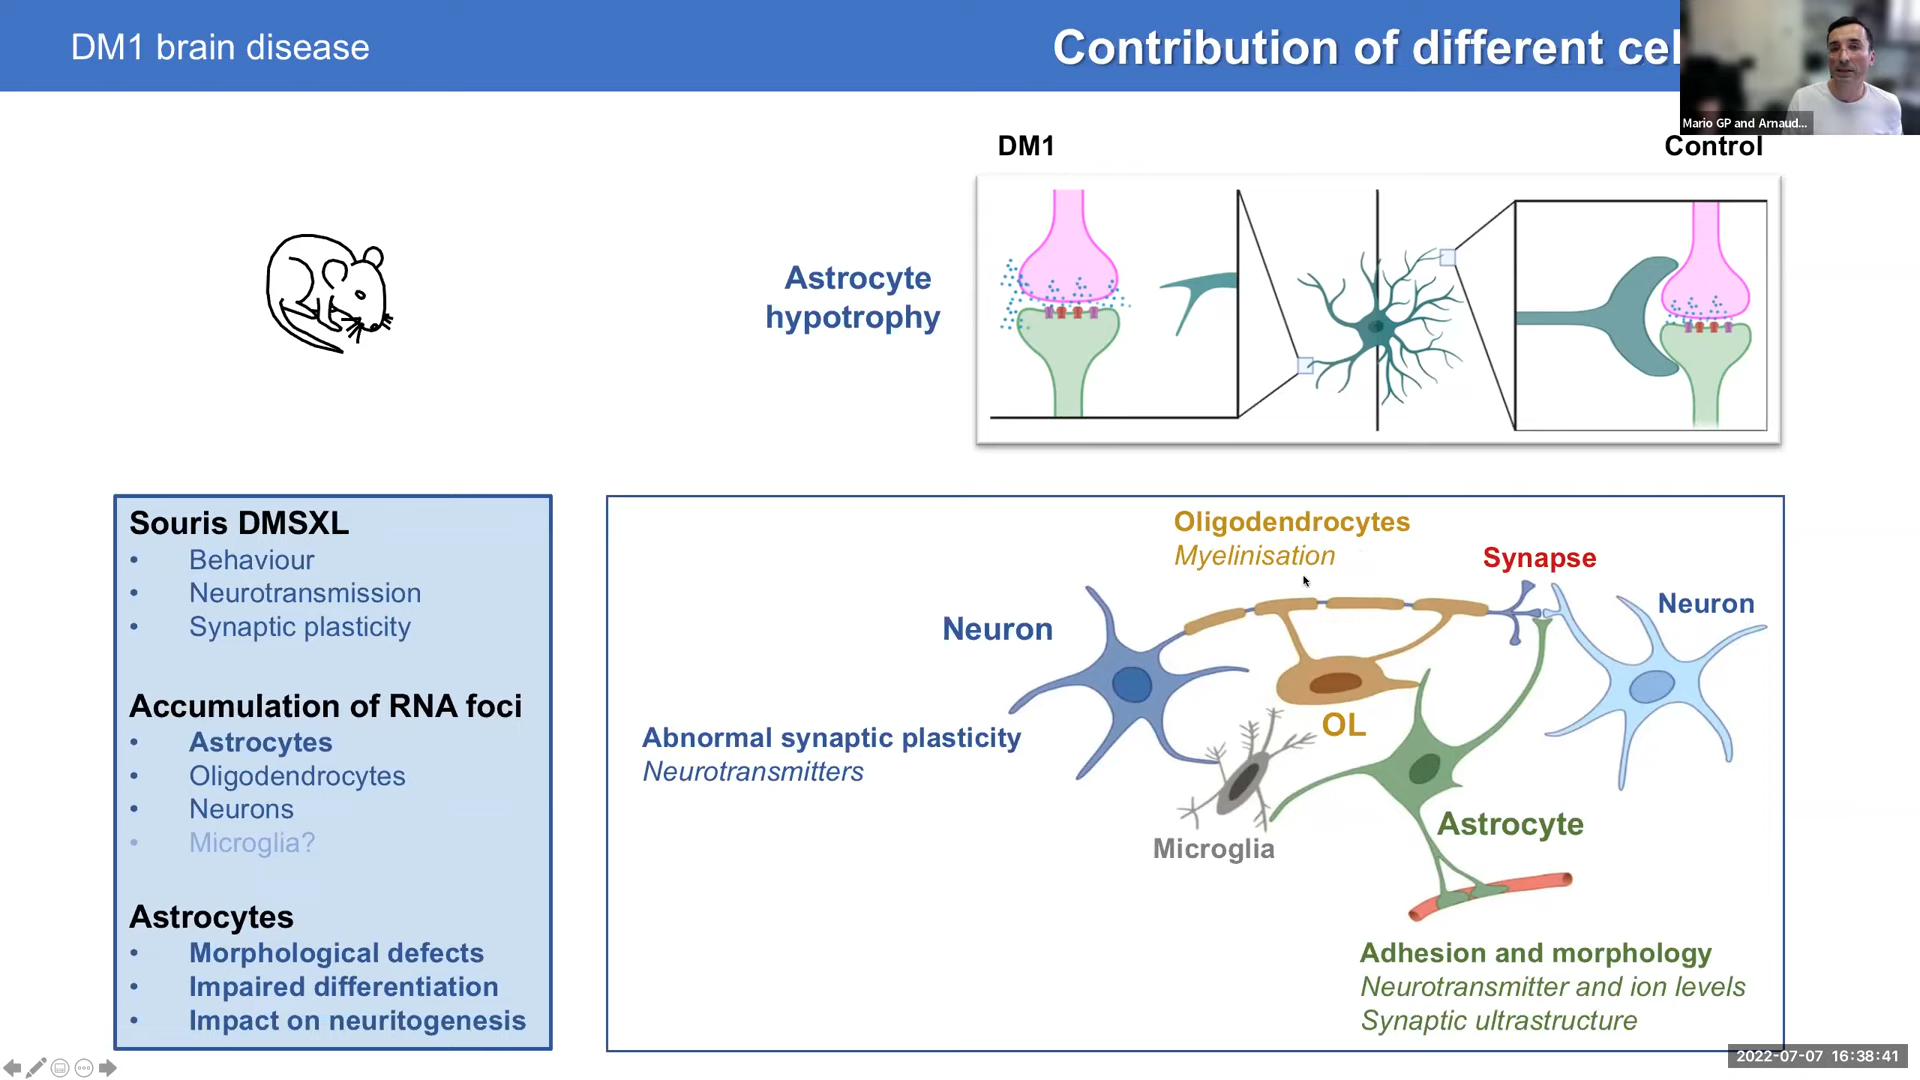 DM1 brain disease
Contribution of different cel
Mario GP and Arnaud...
DM1
Control
Astrocyte
hypotrophy
Souris DMSXL
• Behaviour
• Neurotransmission
• Synaptic plasticity
Accumulation of RNA foci
• Astrocytes
• Oligodendrocytes
• Neurons
• Microglia?
Astrocytes
• Morphological defects
• Impaired differentiation
• Impact on neuritogenesis
Oligodendrocytes
Myelinisation
Synapse
Neuron
Neuron
OL
Abnormal synaptic plasticity
Neurotransmitters
Microglia
Astrocyte
Adhesion and morphology
Neurotransmitter and ion levels
Synaptic ultrastructure
2022-07-07 16:38:41